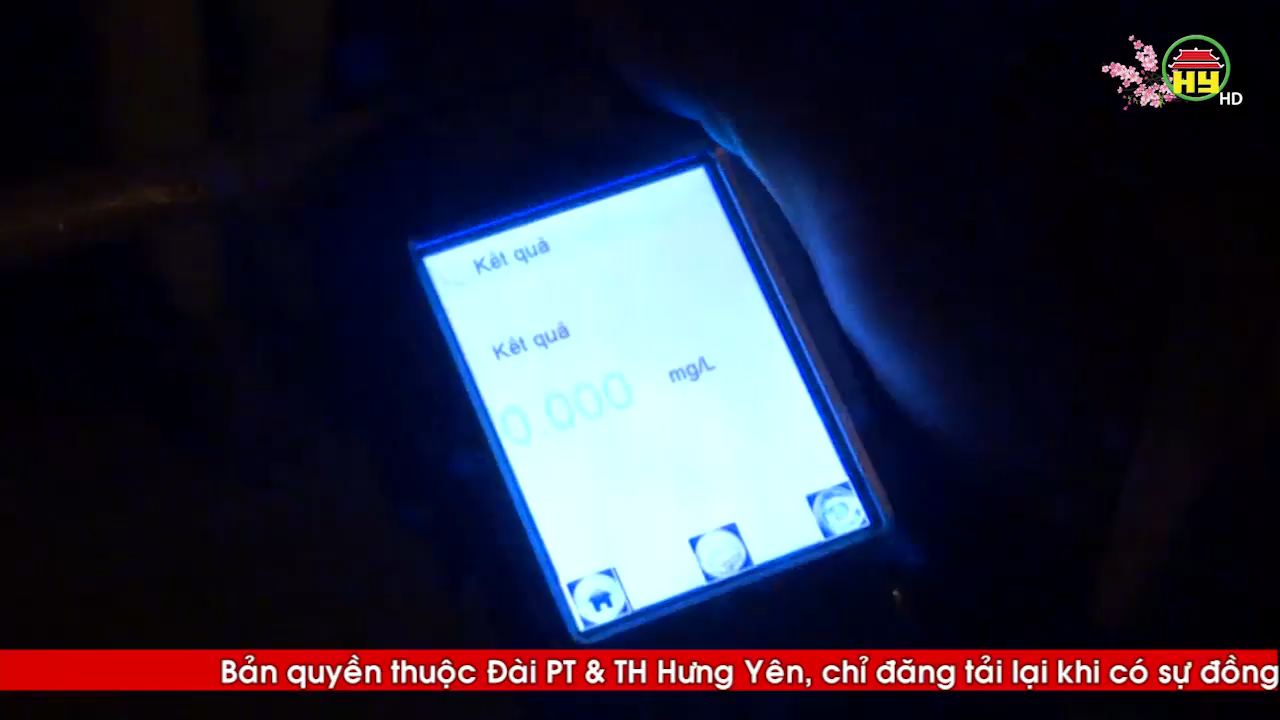 HY
HD
Kết quả
Kết quả
0.000 mg/L
Bản quyền thuộc Đài PT & TH Hưng Yên, chỉ đăng tải lại khi có sự đồng